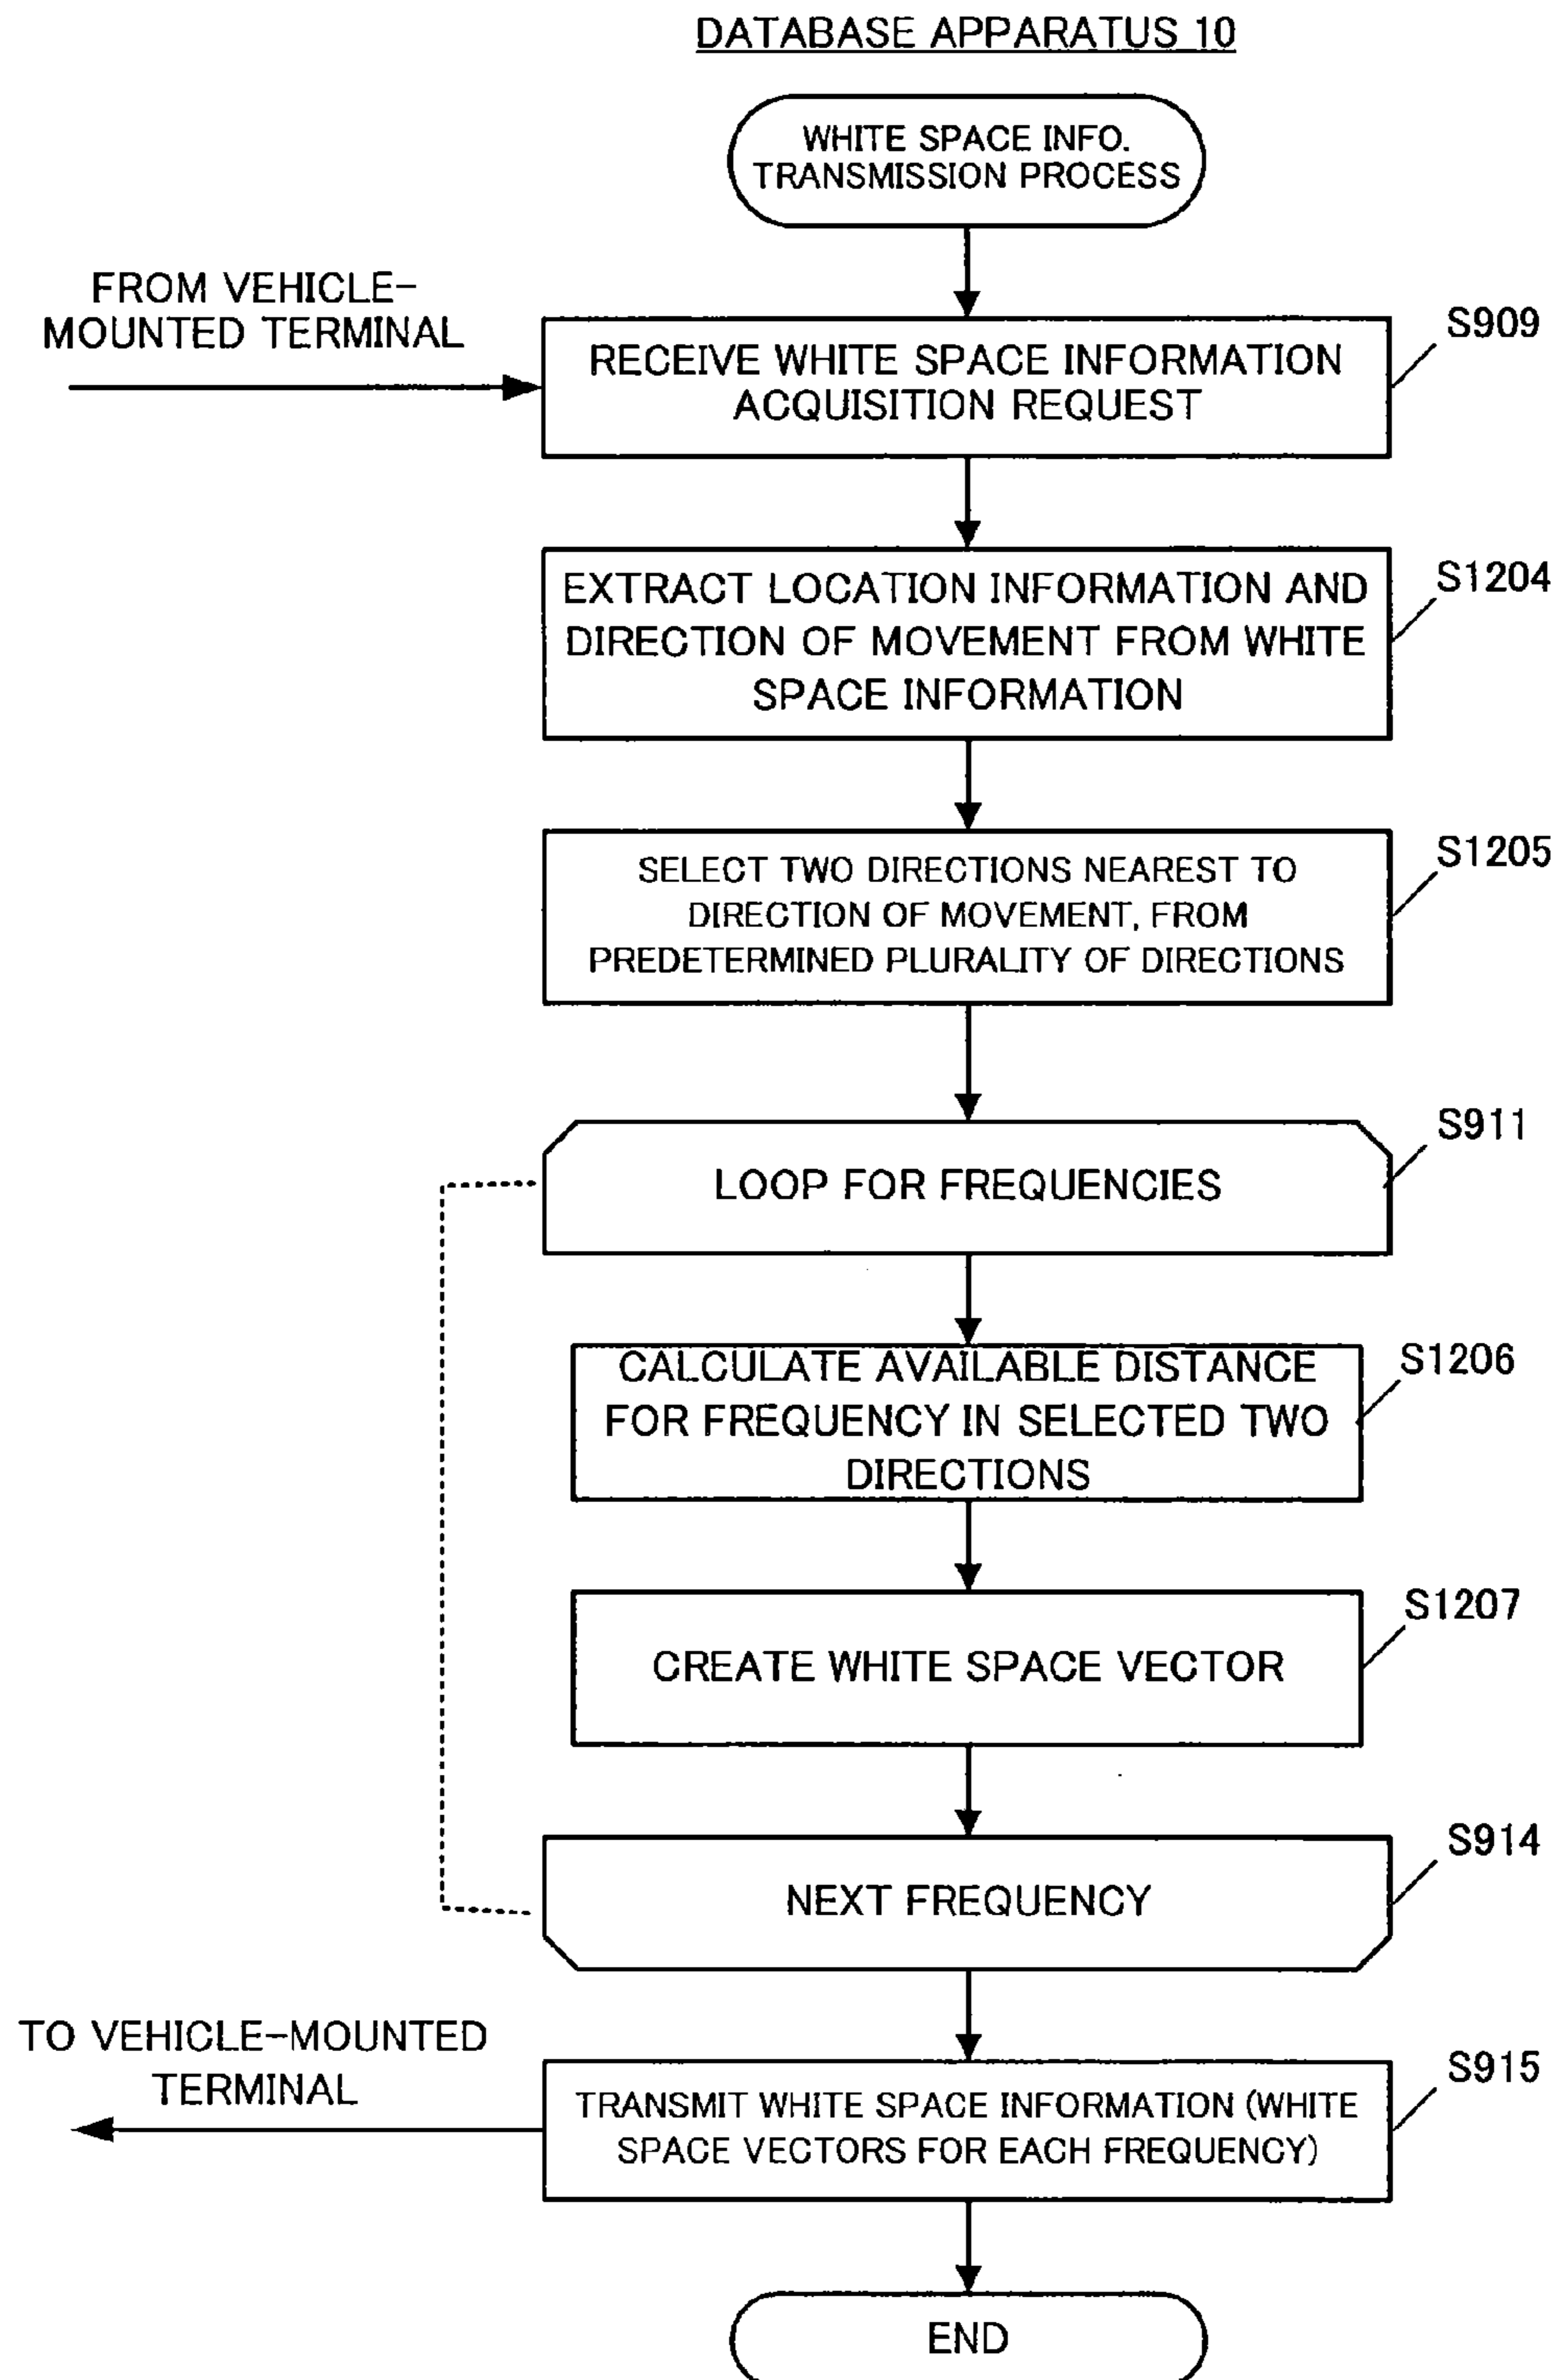 DATABASE APPARATUS 10
WHITE SPACE INFO.
TRANSMISSION PROCESS
FROM VEHICLE-
MOUNTED TERMINAL
RECEIVE WHITE SPACE INFORMATION
ACQUISITION REQUEST
S909
EXTRACT LOCATION INFORMATION AND
DIRECTION OF MOVEMENT FROM WHITE
SPACE INFORMATION
S1204
SELECT TWO DIRECTIONS NEAREST TO
DIRECTION OF MOVEMENT, FROM
PREDETERMINED PLURALITY OF DIRECTIONS
S1205
LOOP FOR FREQUENCIES
S911
CALCULATE AVAILABLE DISTANCE
FOR FREQUENCY IN SELECTED TWO
DIRECTIONS
S1206
CREATE WHITE SPACE VECTOR
S1207
NEXT FREQUENCY
S914
TO VEHICLE-MOUNTED
TERMINAL
TRANSMIT WHITE SPACE INFORMATION (WHITE
SPACE VECTORS FOR EACH FREQUENCY)
S915
END